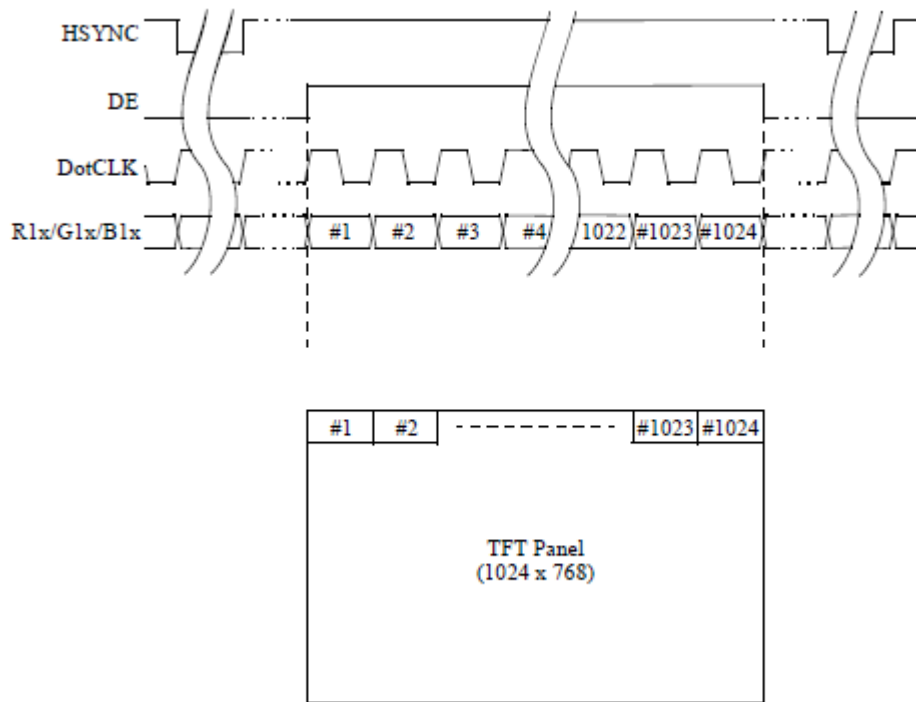 HSYNC
DE
DotCLK
R1x/G1x/B1x
#1 #2 #3 #4 1022 #1023 #1024
#1 #2 #1023 #1024
TFT Panel
(1024 x 768)